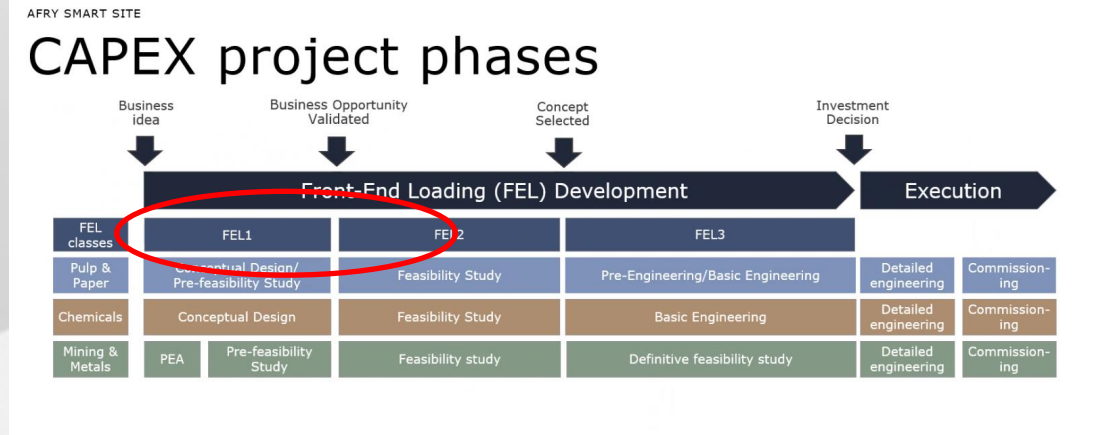 AFRY SMART SITE
CAPEX project phases
Business
idea
Business Opportunity
Validated
Concept
Selected
Investment
Decision
Front-End Loading (FEL) Development
Execution
FEL
classes
FEL1
FEL2
FEL3
Pulp &
Paper
Conceptual Design/
Pre-feasibility Study
Feasibility Study
Pre-Engineering/Basic Engineering
Detailed
engineering
Commission-
ing
Chemicals
Conceptual Design
Feasibility Study
Basic Engineering
Detailed
engineering
Commission-
ing
Mining &
Metals
PEA
Pre-feasibility
Study
Feasibility study
Definitive feasibility study
Detailed
engineering
Commission-
ing